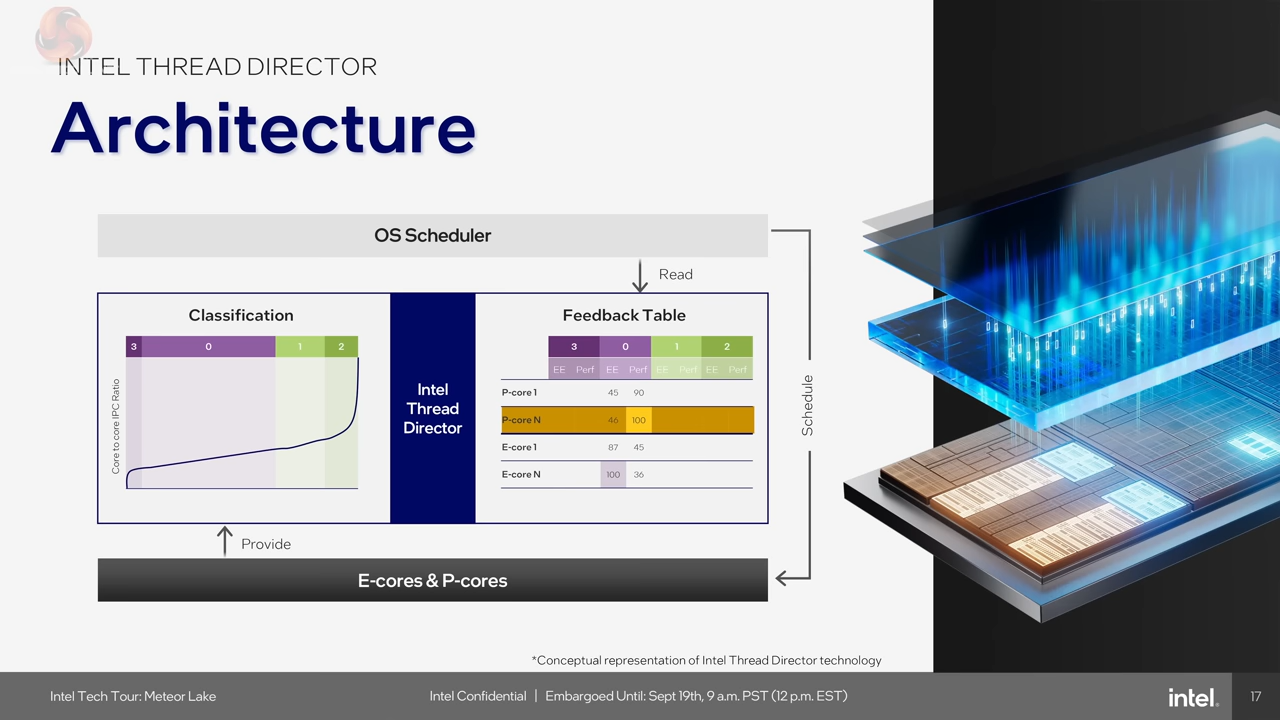 INTEL THREAD DIRECTOR
Architecture
OS Scheduler
Read
Classification
3 0 1 2
Core to core IPC Ratio
Intel
Thread
Director
Feedback Table
3 0 1 2
EE Perf EE Perf EE Perf EE Perf
P-core 1 45 90
P-core N 46 100
E-core 1 87 45
E-core N 100 36
Schedule
Provide
E-cores & P-cores
*Conceptual representation of Intel Thread Director technology
Intel Tech Tour: Meteor Lake
Intel Confidential | Embargoed Until: Sept 19th, 9 a.m. PST (12 p.m. EST)
intel.
17